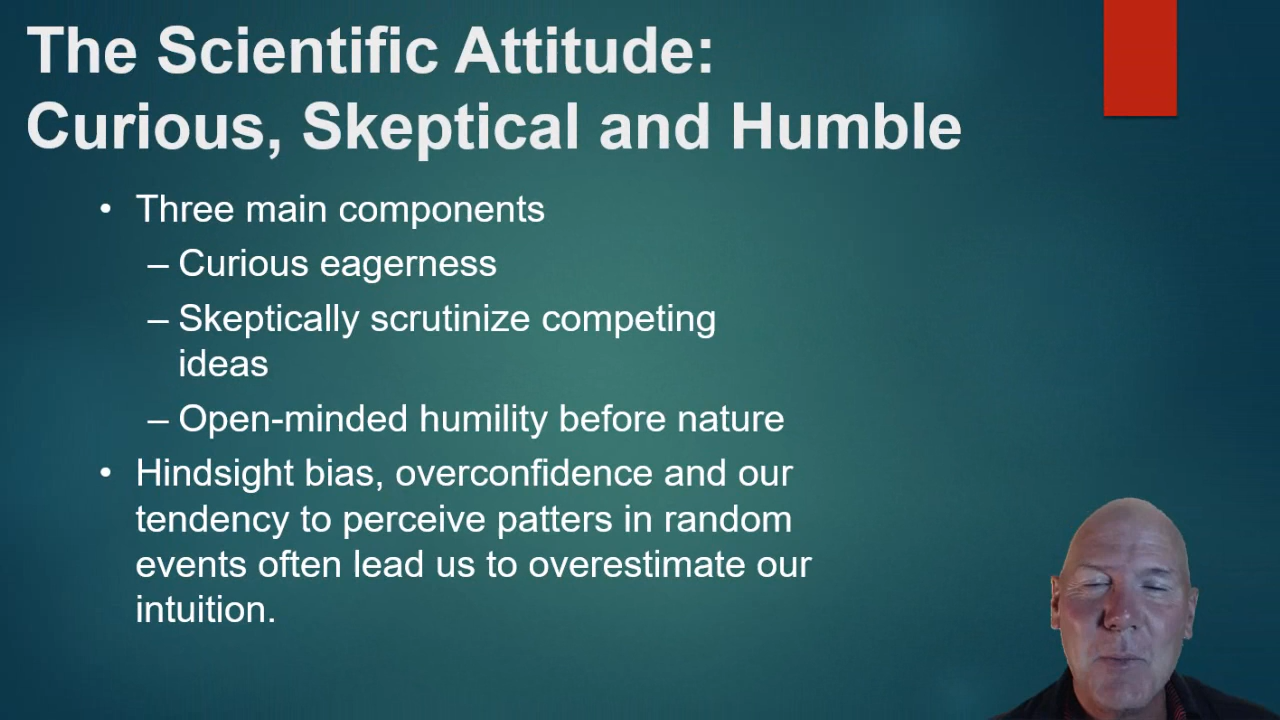 The Scientific Attitude:
Curious, Skeptical and Humble
• Three main components
– Curious eagerness
– Skeptically scrutinize competing
ideas
– Open-minded humility before nature
• Hindsight bias, overconfidence and our
tendency to perceive patters in random
events often lead us to overestimate our
intuition.